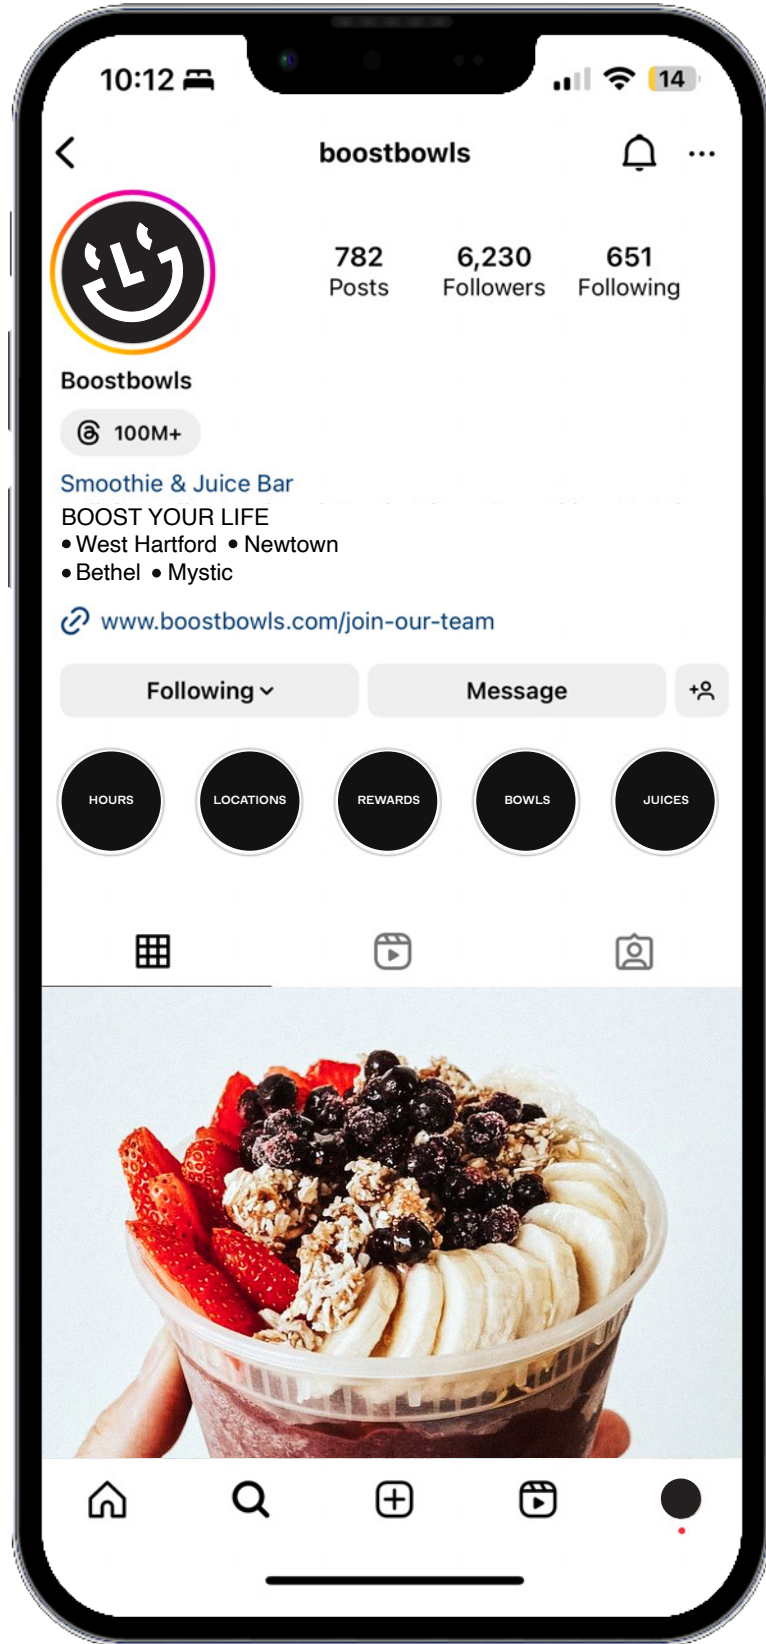 10:12 14
boostbowls
782 6,230 651
Posts Followers Following
Boostbowls
100M+
Smoothie & Juice Bar
BOOST YOUR LIFE
• West Hartford • Newtown
• Bethel • Mystic
www.boostbowls.com/join-our-team
Following Message
HOURS LOCATIONS REWARDS BOWLS JUICES